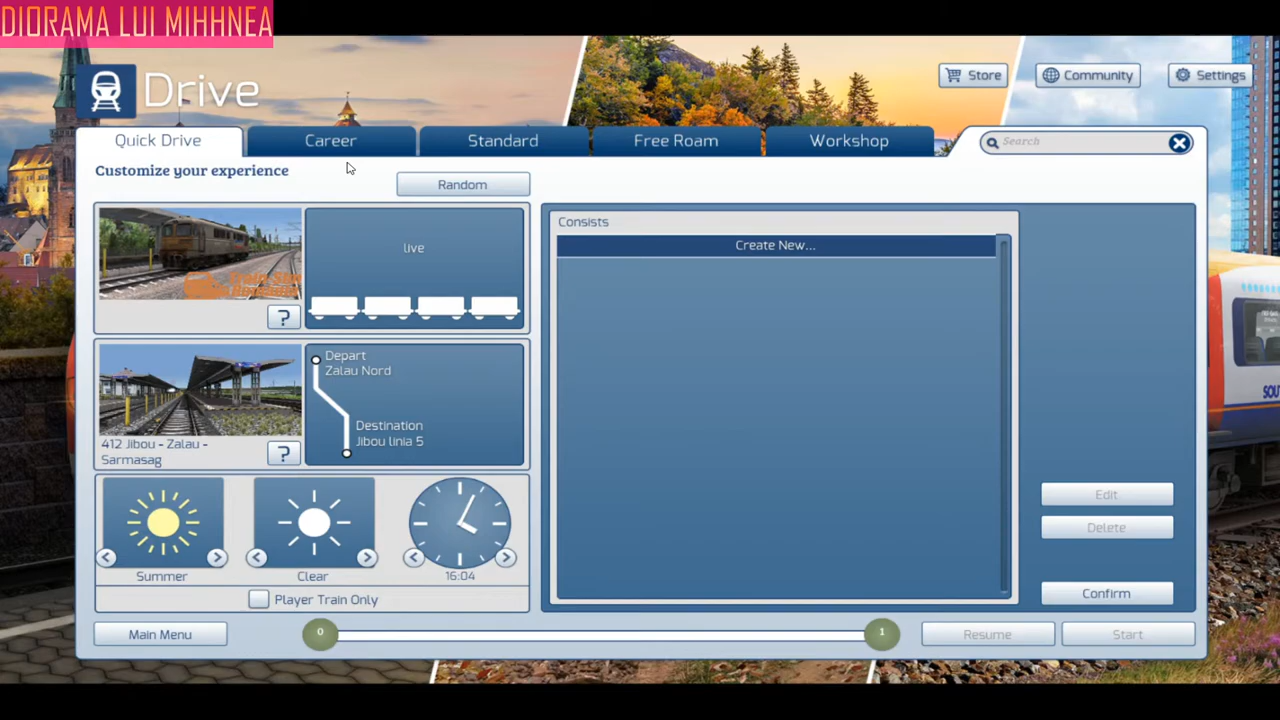 DIORAMA LUI MIHHNEA
Drive
Store
Community
Settings
Quick Drive
Career
Standard
Free Roam
Workshop
Search
Customize your experience
Random
live
?
Consists
Create New...
Depart
Zalau Nord
Destination
Jibou linia 5
412 Jibou - Zalau -
Sarmasag
?
Summer
Clear
16:04
Player Train Only
Edit
Delete
Confirm
Main Menu
0
1
Resume
Start